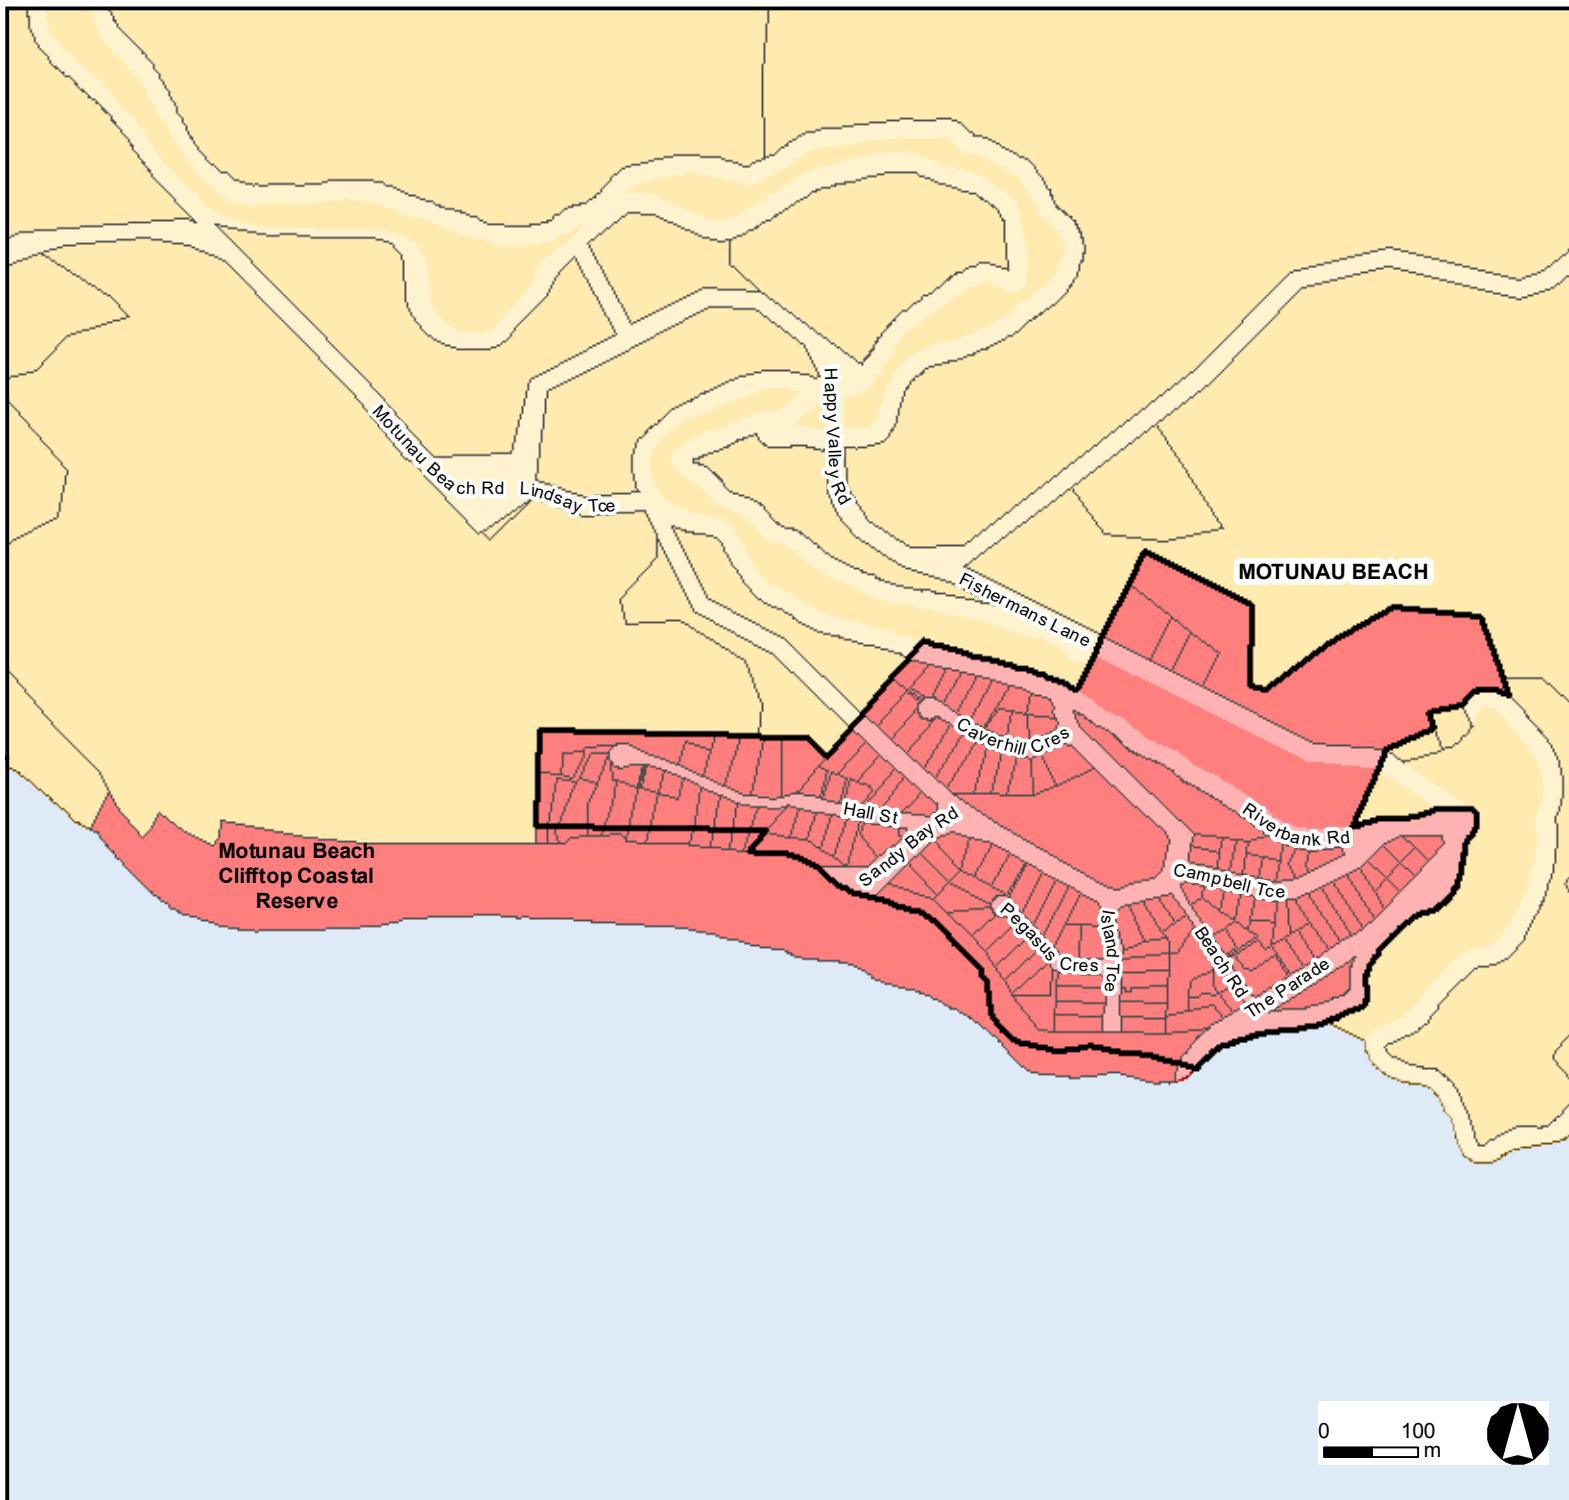 Happy Valley Rd
Motunau Beach Rd
Lindsay Tce
MOTUNAU BEACH
Fishermans Lane
Caverhill Cres
Hall St
Sandy Bay Rd
Riverbank Rd
Motunau Beach
Clifftop Coastal
Reserve
Campbell Tce
Pegasus Cres
Island Tce
Beach Rd
The Parade
0 100
m